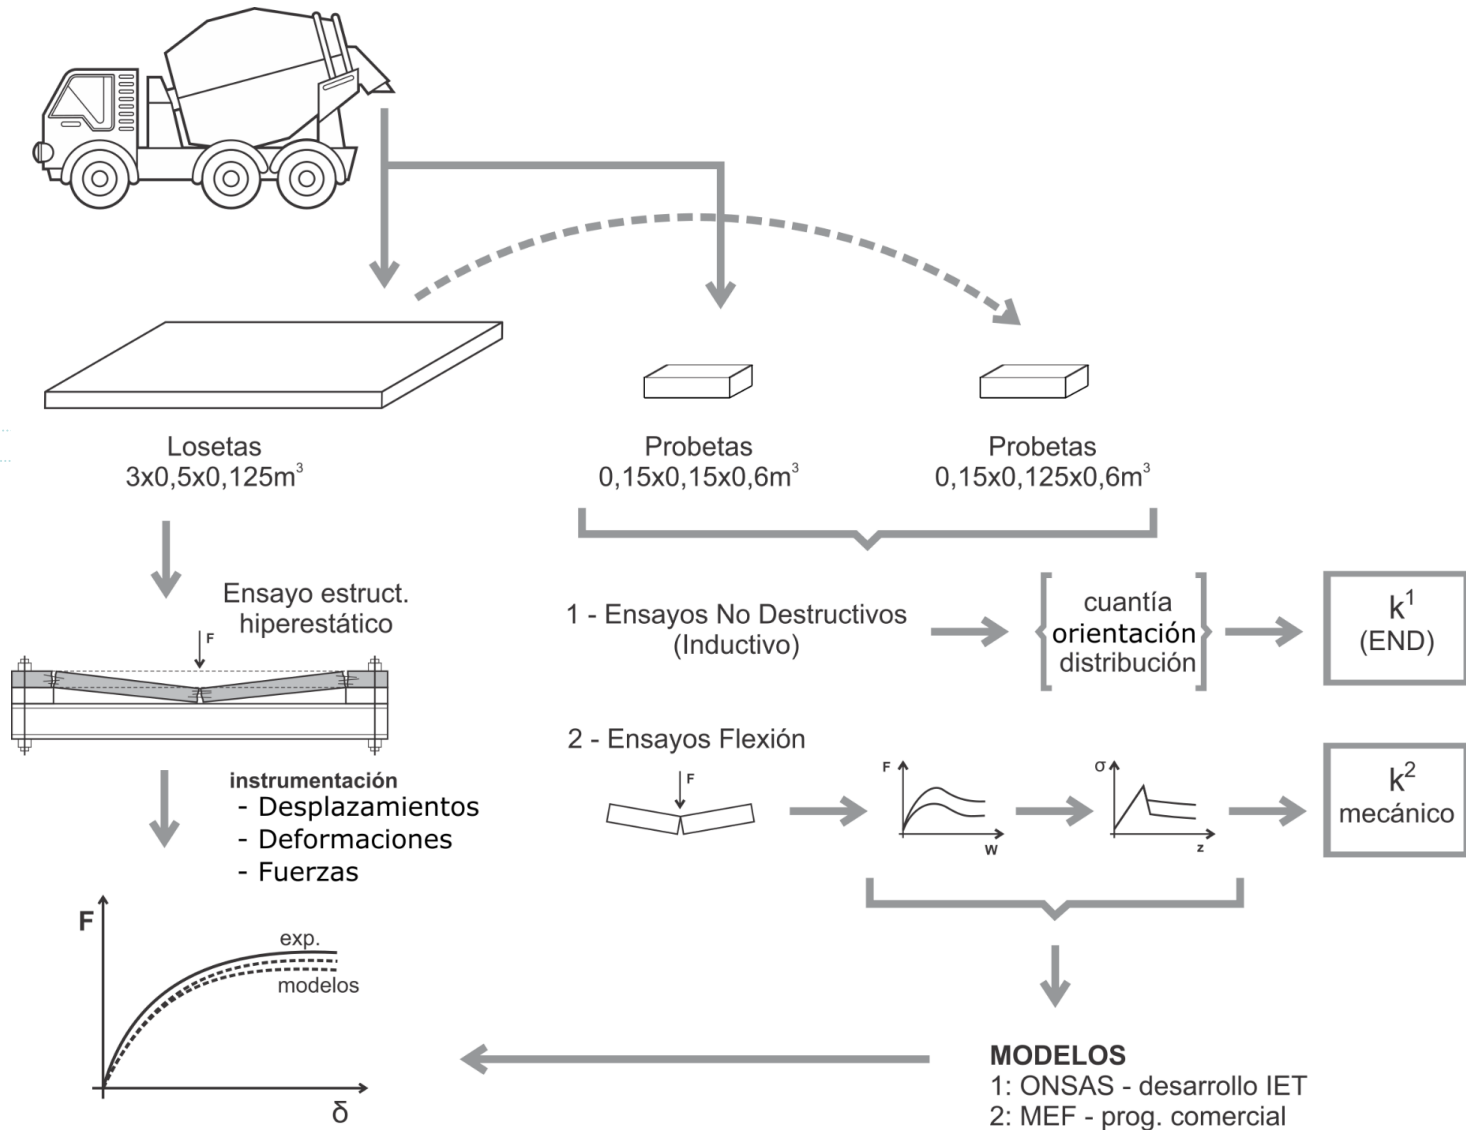 Losetas
3x0,5x0,125m³
Probetas
0,15x0,15x0,6m³
Probetas
0,15x0,125x0,6m³
Ensayo estruct.
hiperestático
F
instrumentación
- Desplazamientos
- Deformaciones
- Fuerzas
F
exp.
modelos
δ
1 - Ensayos No Destructivos
(Inductivo)
cuantía
orientación
distribución
k¹
(END)
2 - Ensayos Flexión
F
F
W
σ
z
k²
mecánico
MODELOS
1: ONSAS - desarrollo IET
2: MEF - prog. comercial